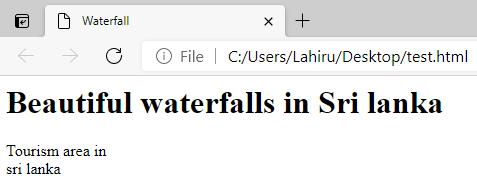 Waterfall
File C:/Users/Lahiru/Desktop/test.html
Beautiful waterfalls in Sri lanka
Tourism area in
sri lanka